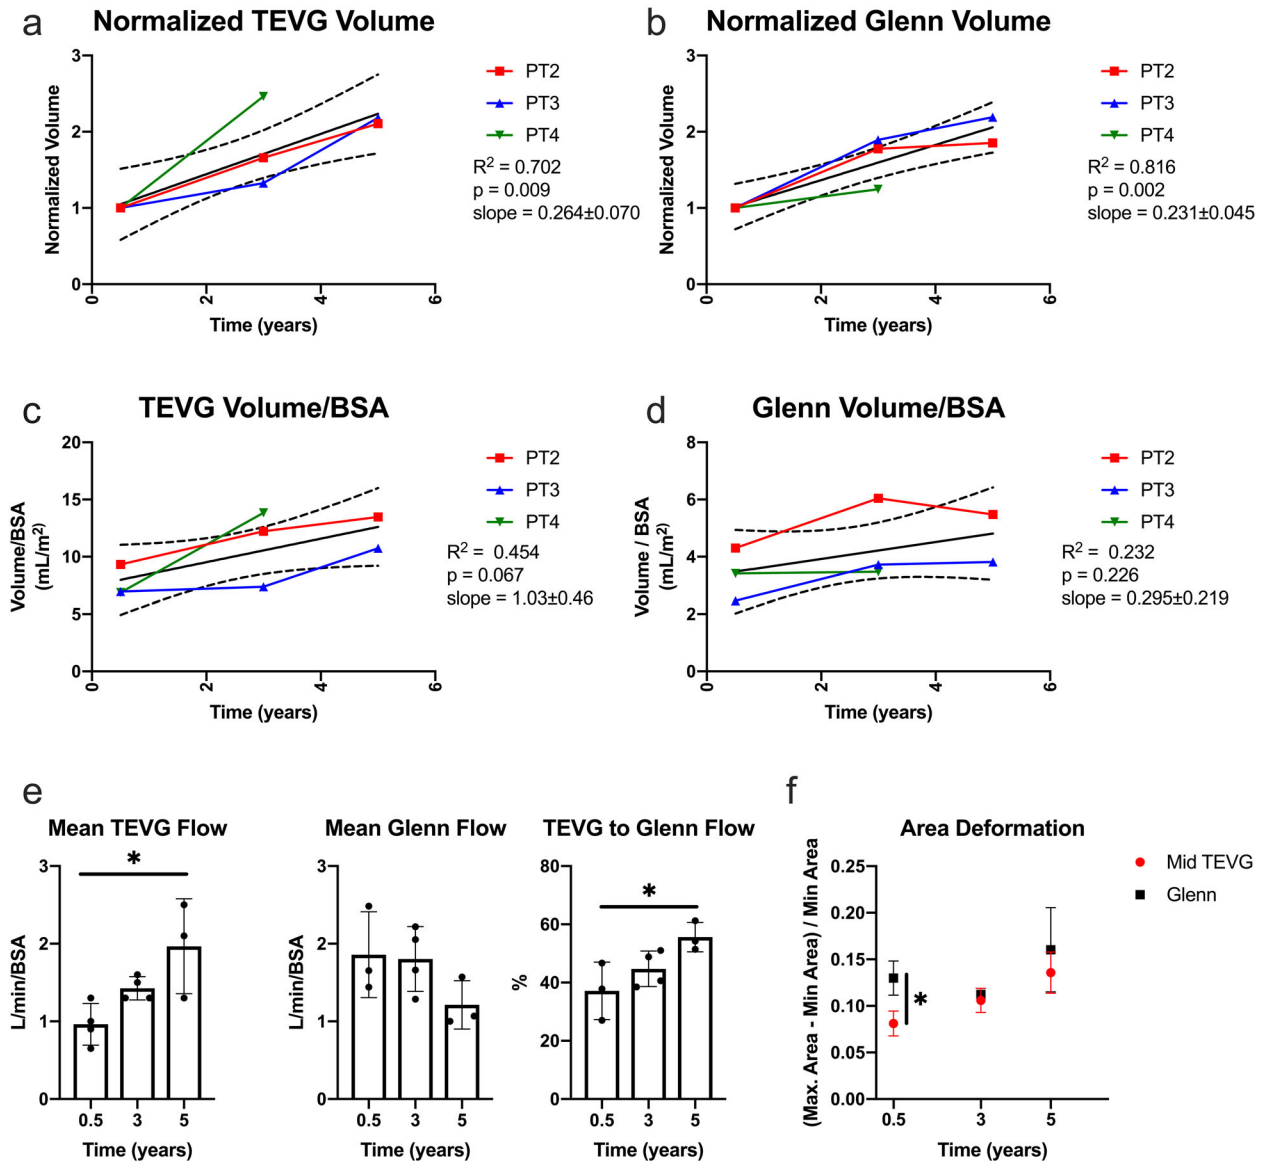 a
Normalized TEVG Volume
Normalized Volume
3
2
1
0
0 2 4 6
Time (years)
PT2
PT3
PT4
R² = 0.702
p = 0.009
slope = 0.264±0.070
b
Normalized Glenn Volume
Normalized Volume
3
2
1
0
0 2 4 6
Time (years)
PT2
PT3
PT4
R² = 0.816
p = 0.002
slope = 0.231±0.045
c
TEVG Volume/BSA
Volume/BSA
(mL/m²)
20
15
10
5
0
0 2 4 6
Time (years)
PT2
PT3
PT4
R² = 0.454
p = 0.067
slope = 1.03±0.46
d
Glenn Volume/BSA
Volume / BSA
(mL/m²)
8
6
4
2
0
0 2 4 6
Time (years)
PT2
PT3
PT4
R² = 0.232
p = 0.226
slope = 0.295±0.219
e
Mean TEVG Flow
L/min/BSA
3
2
1
0
*
0.5 3 5
Time (years)
Mean Glenn Flow
L/min/BSA
3
2
1
0
0.5 3 5
Time (years)
TEVG to Glenn Flow
%
80
60
40
20
0
*
0.5 3 5
Time (years)
f
Area Deformation
(Max. Area - Min Area) / Min Area
0.25
0.20
0.15
0.10
0.05
0.00
*
0.5 3 5
Time (years)
Mid TEVG
Glenn